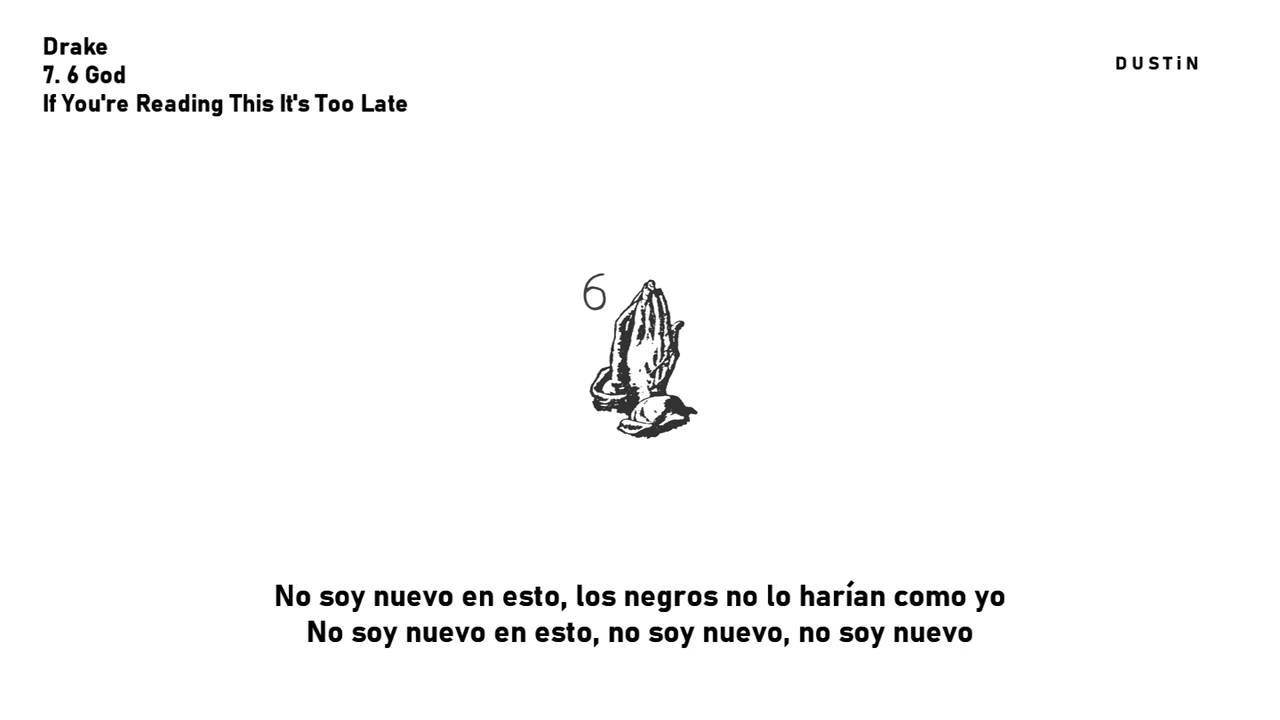 Drake
7. 6 God
If You're Reading This It's Too Late
DUSTiN
6
No soy nuevo en esto, los negros no lo harían como yo
No soy nuevo en esto, no soy nuevo, no soy nuevo